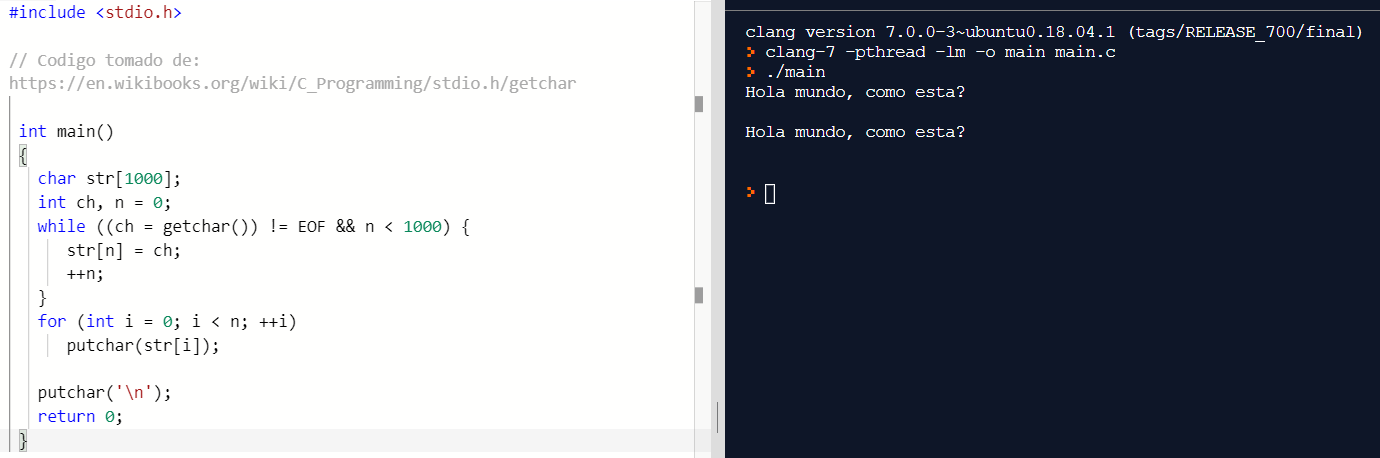 #include <stdio.h>
// Codigo tomado de:
https://en.wikibooks.org/wiki/C_Programming/stdio.h/getchar
int main()
{
char str[1000];
int ch, n = 0;
while ((ch = getchar()) != EOF && n < 1000) {
str[n] = ch;
++n;
}
for (int i = 0; i < n; ++i)
putchar(str[i]);
putchar('\n');
return 0;
}
clang version 7.0.0-3~ubuntu0.18.04.1 (tags/RELEASE_700/final)
> clang-7 -pthread -lm -o main main.c
> ./main
Hola mundo, como esta?
Hola mundo, como esta?
>